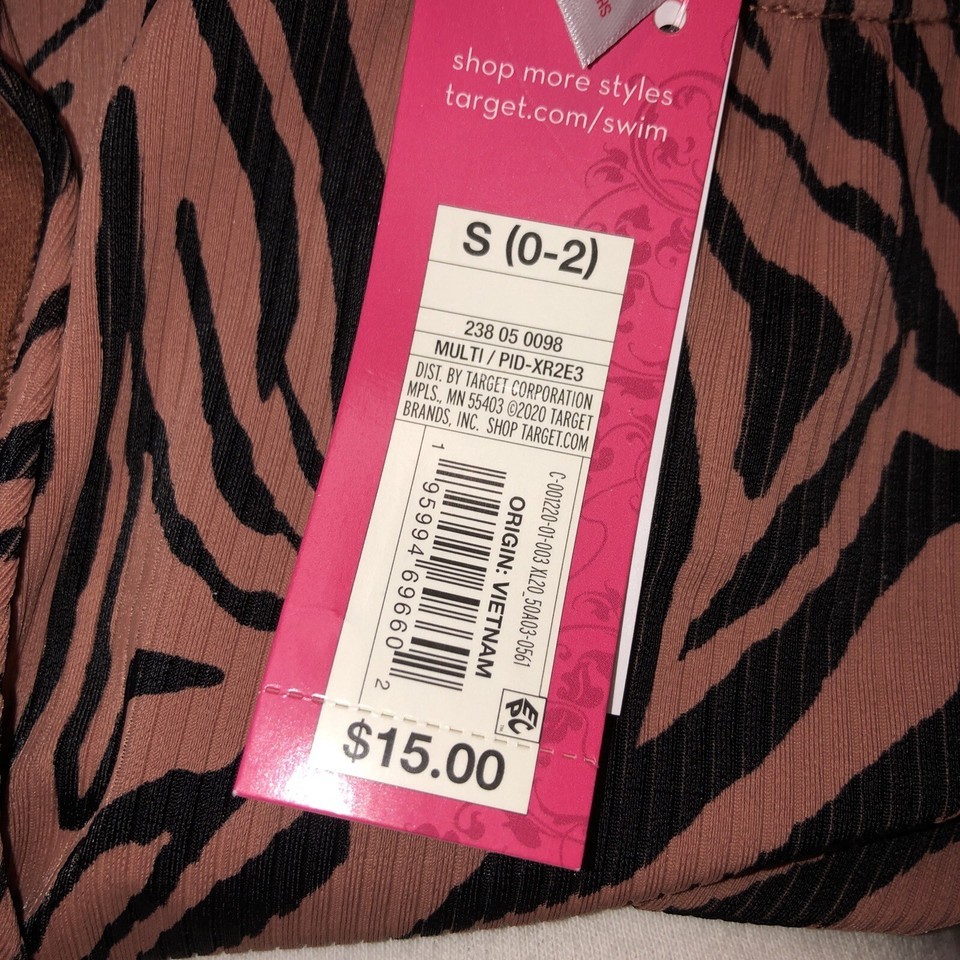 shop more styles
target.com/swim
S (0-2)
238 05 0098
MULTI / PID-XR2E3
DIST. BY TARGET CORPORATION
MPLS., MN 55403 ©2020 TARGET
BRANDS, INC. SHOP TARGET.COM
C-001220-01-003 XL20_50A03-0561
ORIGIN: VIETNAM
1 95994 69660 2
EC
P
$15.00